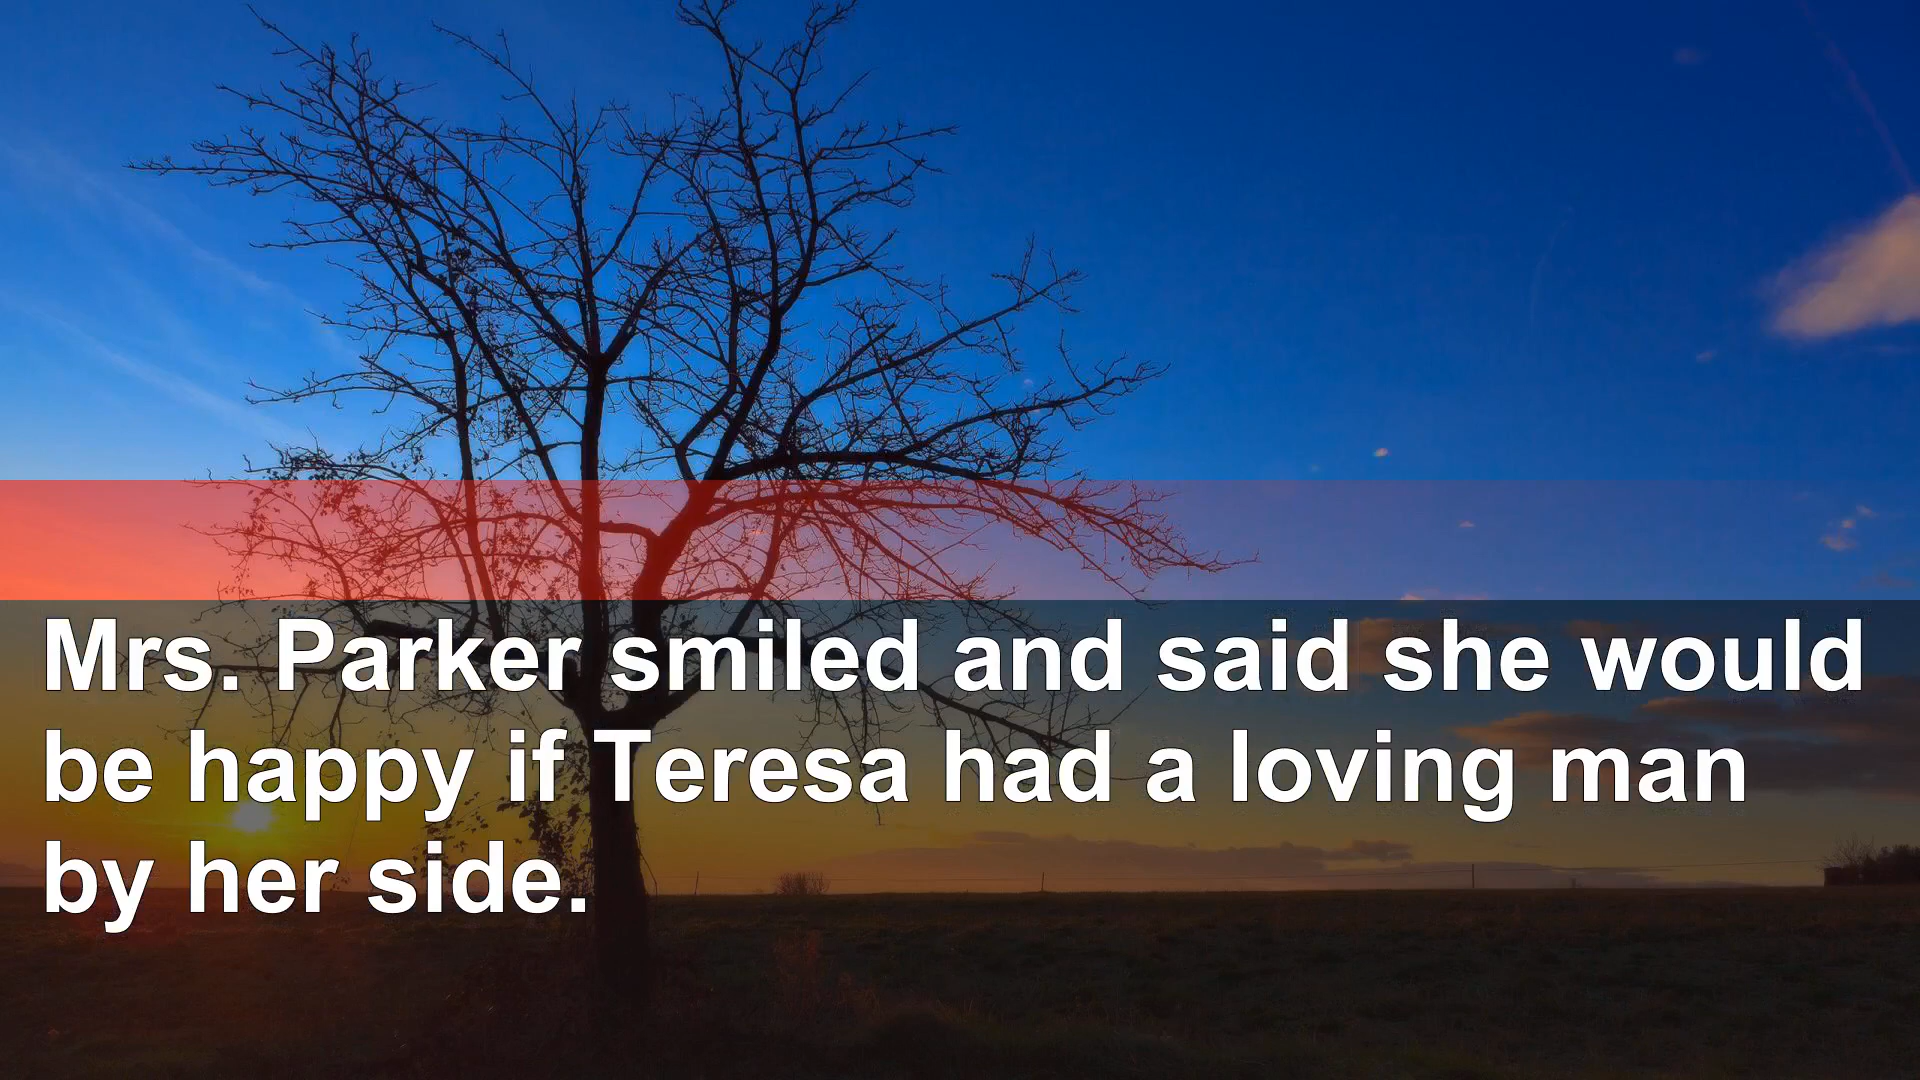 Mrs. Parker smiled and said she would
be happy if Teresa had a loving man
by her side.